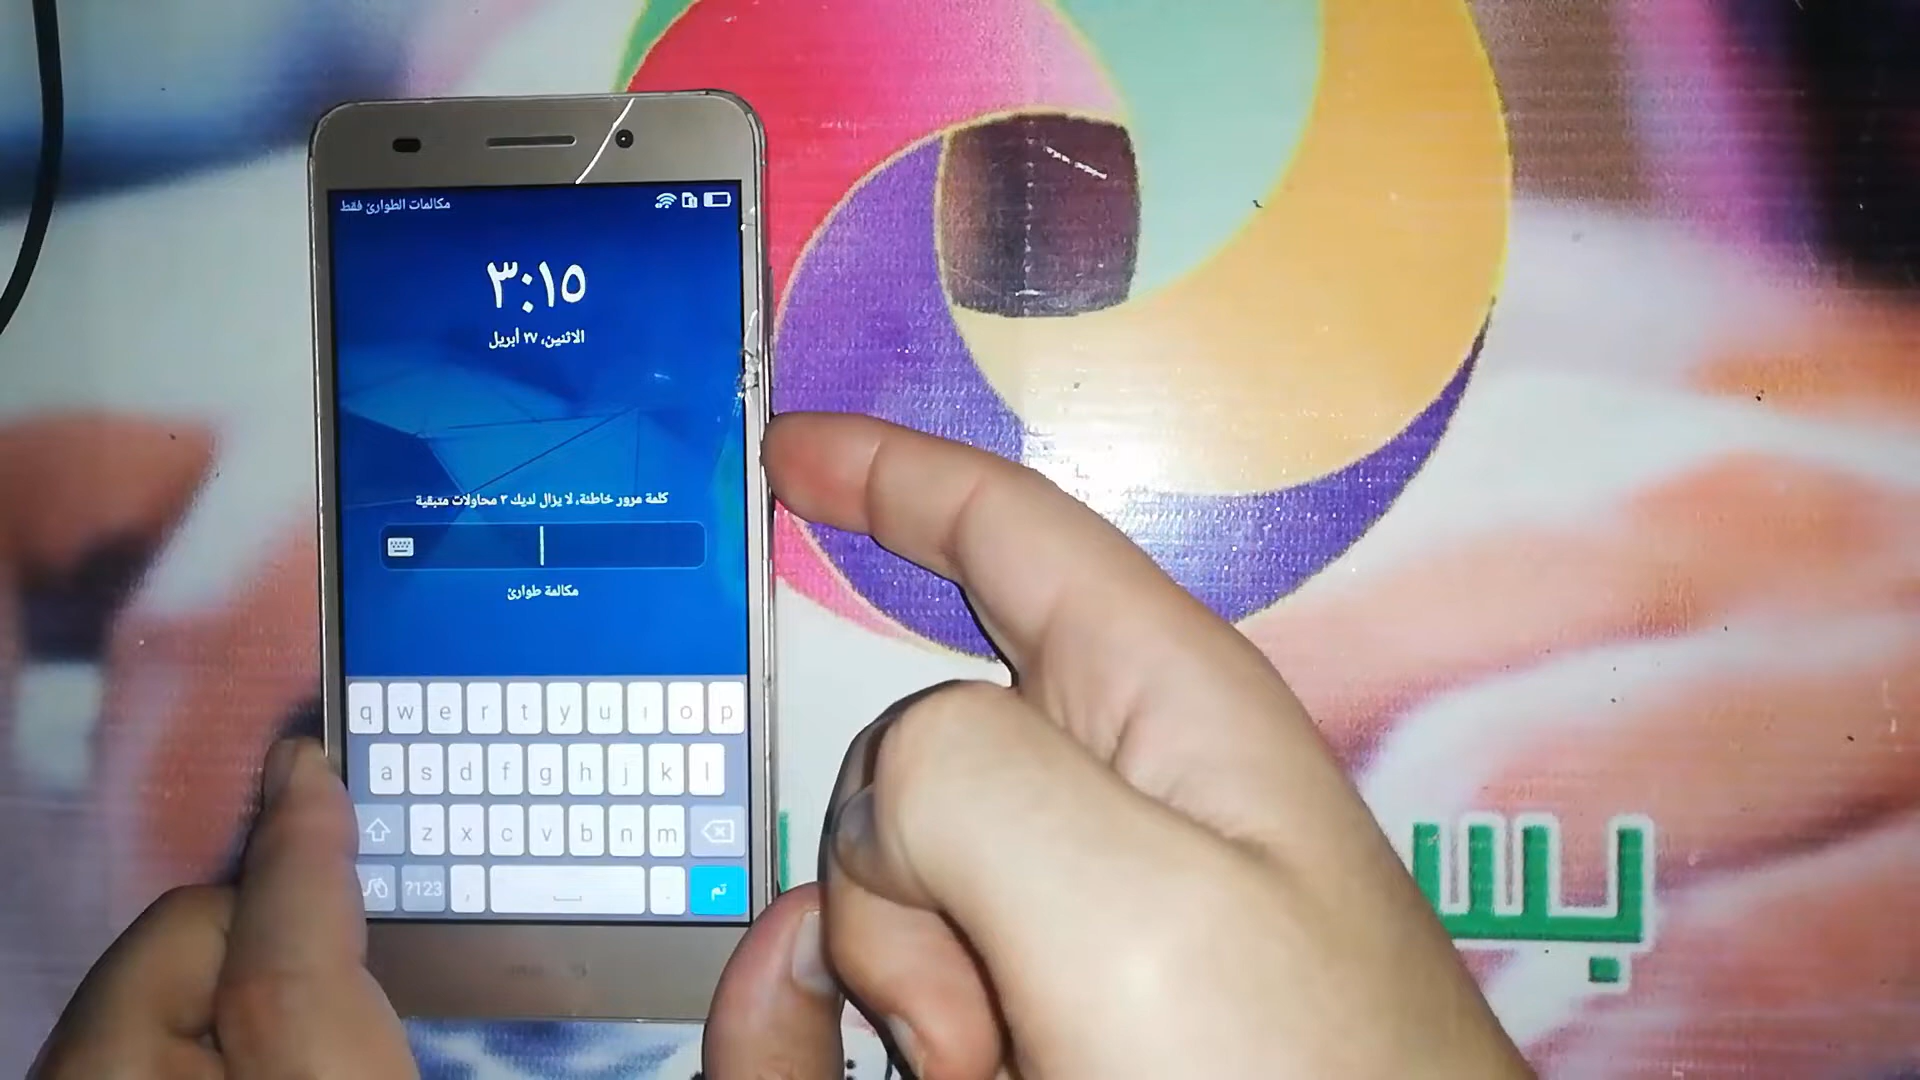 مكالمات الطوارئ فقط
٣:١٥
الاثنين، ٢٧ أبريل
كلمة مرور خاطئة، لا يزال لديك ٣ محاولات متبقية
مكالمة طوارئ
q w e r t y u i o p
a s d f g h j k l
z x c v b n m
?123 , . تم
بس